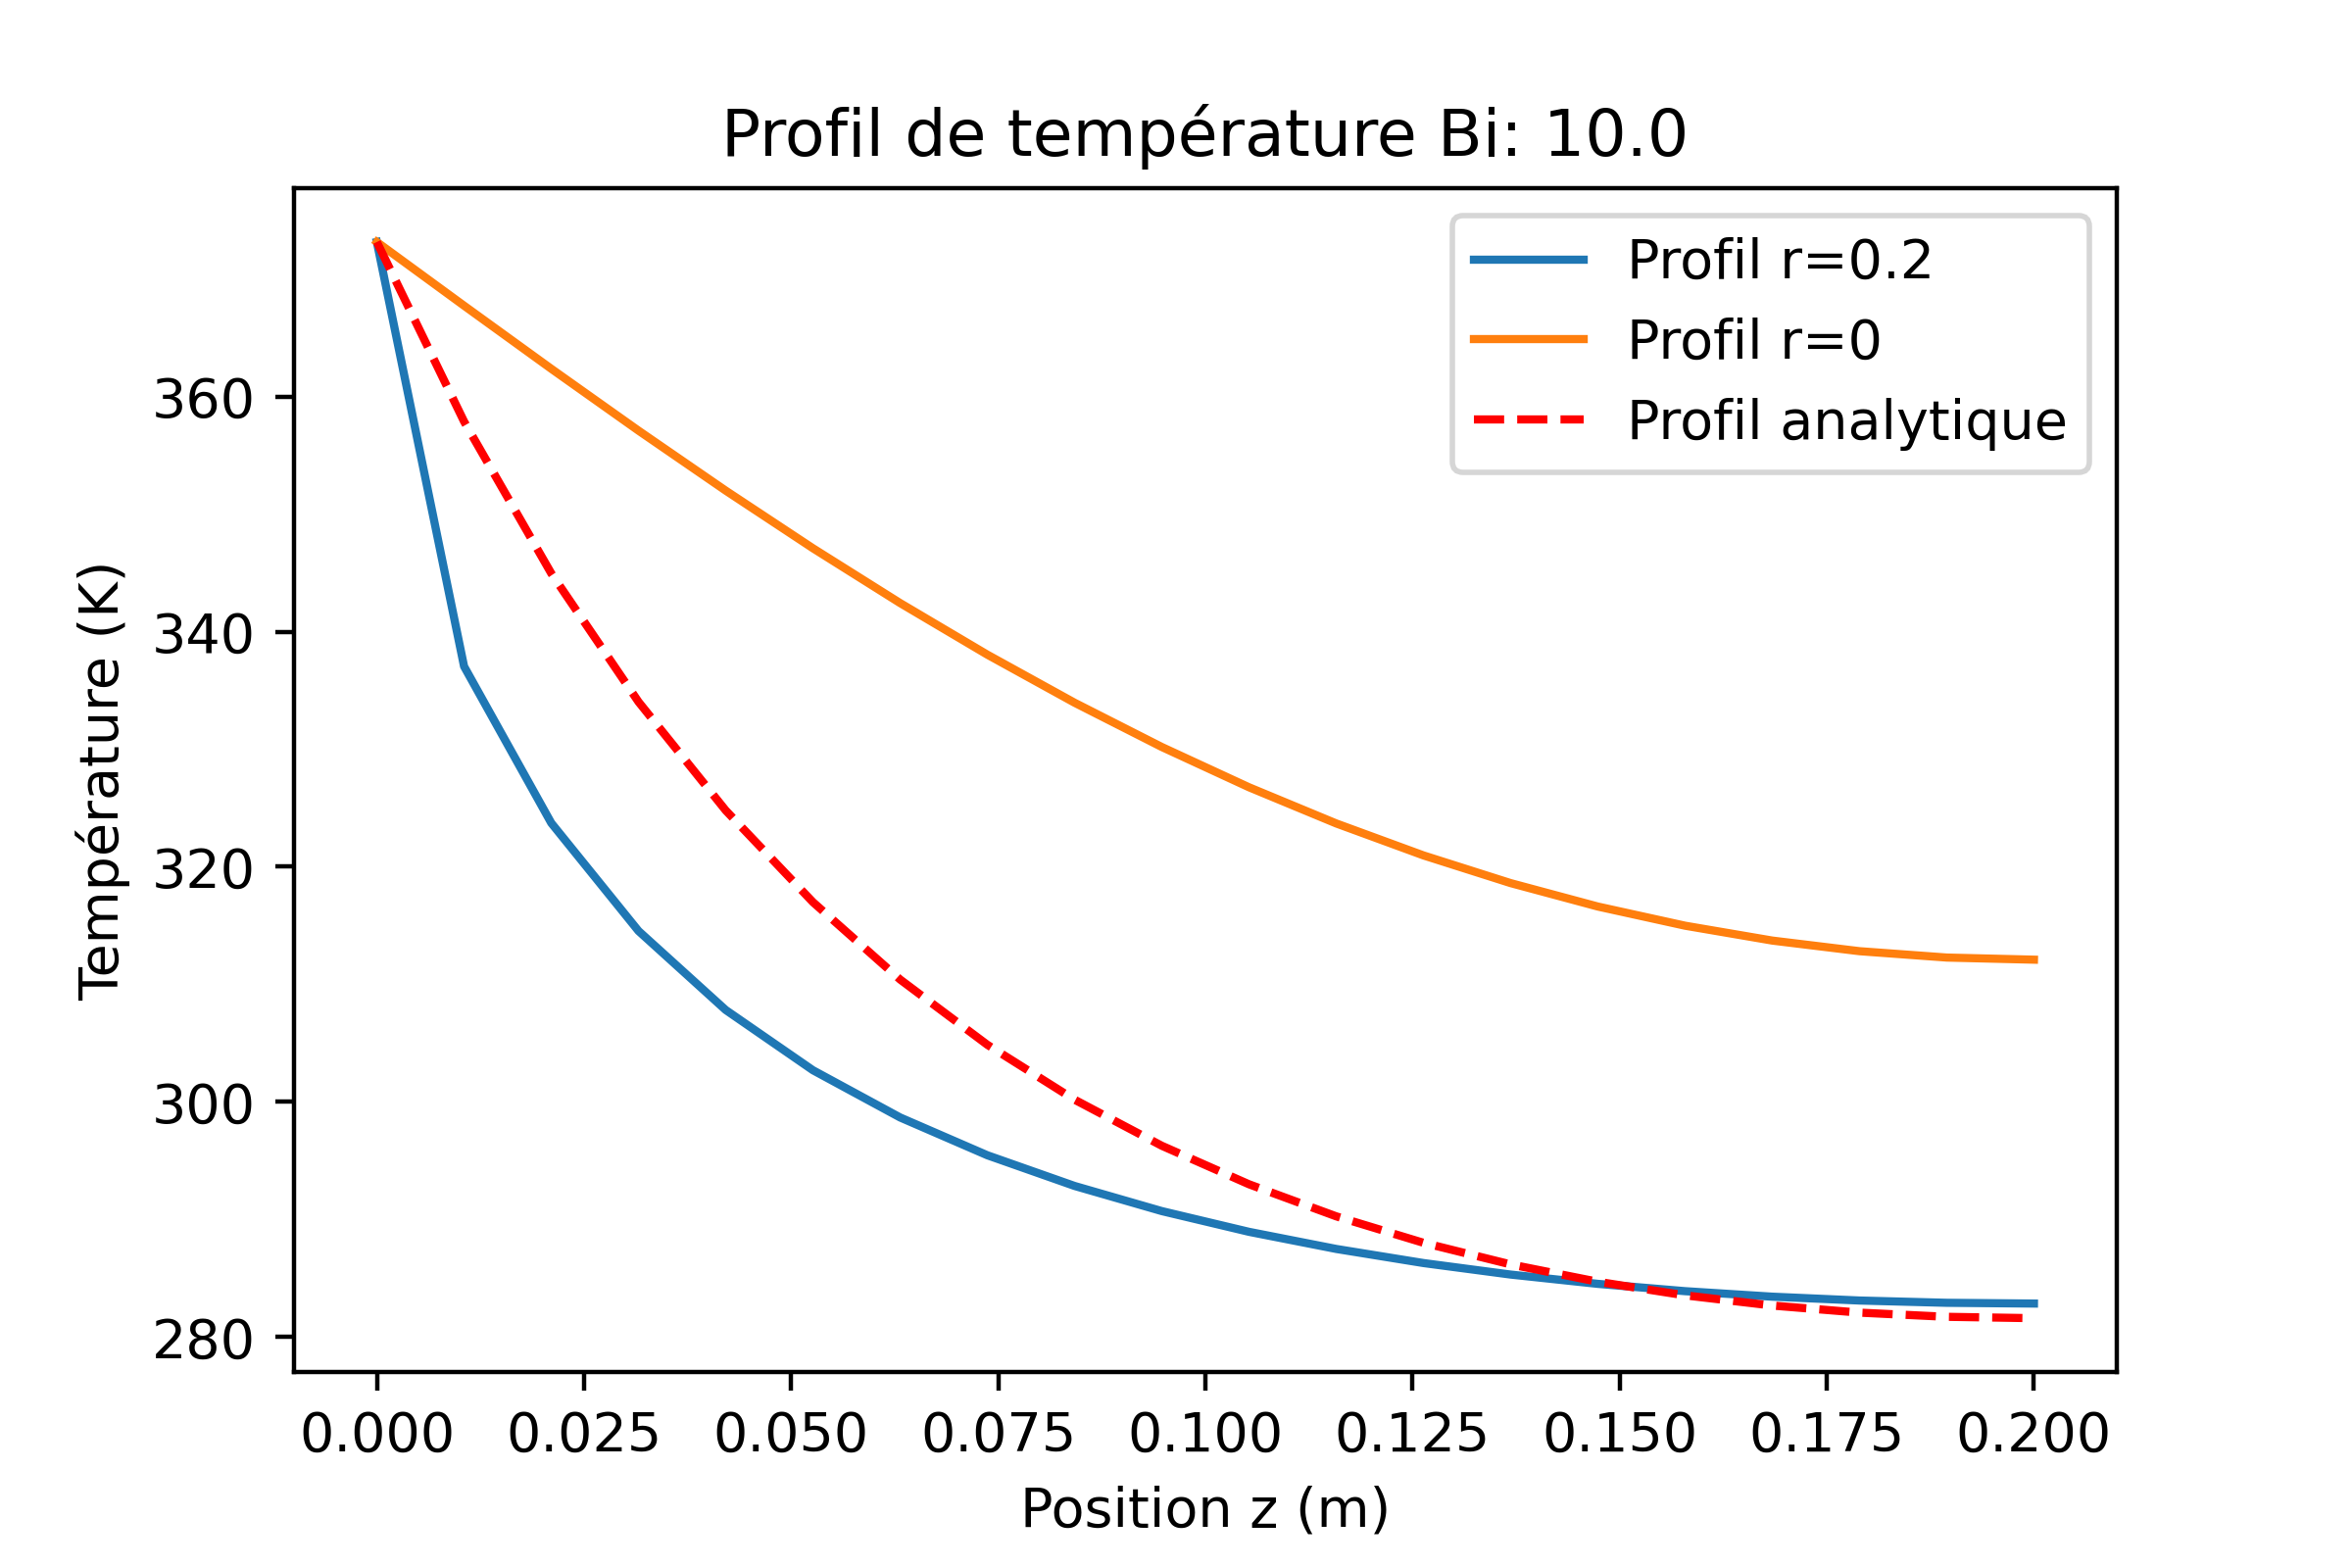 Profil de température Bi: 10.0
Profil r=0.2
Profil r=0
Profil analytique
Température (K)
360
340
320
300
280
0.000 0.025 0.050 0.075 0.100 0.125 0.150 0.175 0.200
Position z (m)